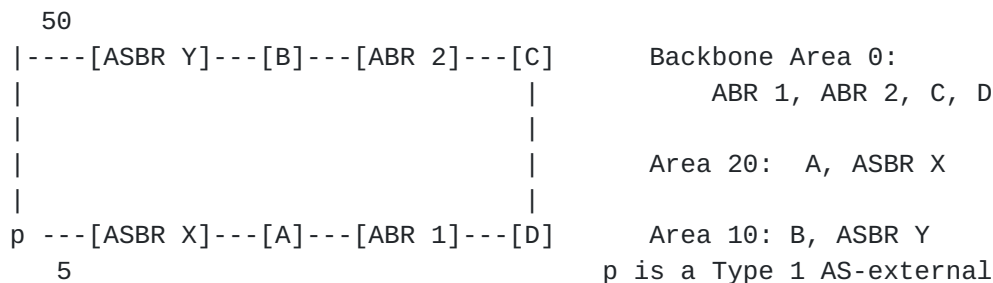 50
|----[ASBR Y]---[B]---[ABR 2]---[C]      Backbone Area 0:
|                                |          ABR 1, ABR 2, C, D
|                                |
|                                |      Area 20:  A, ASBR X
|                                |
p ---[ASBR X]---[A]---[ABR 1]---[D]      Area 10: B, ASBR Y
5                                   p is a Type 1 AS-external